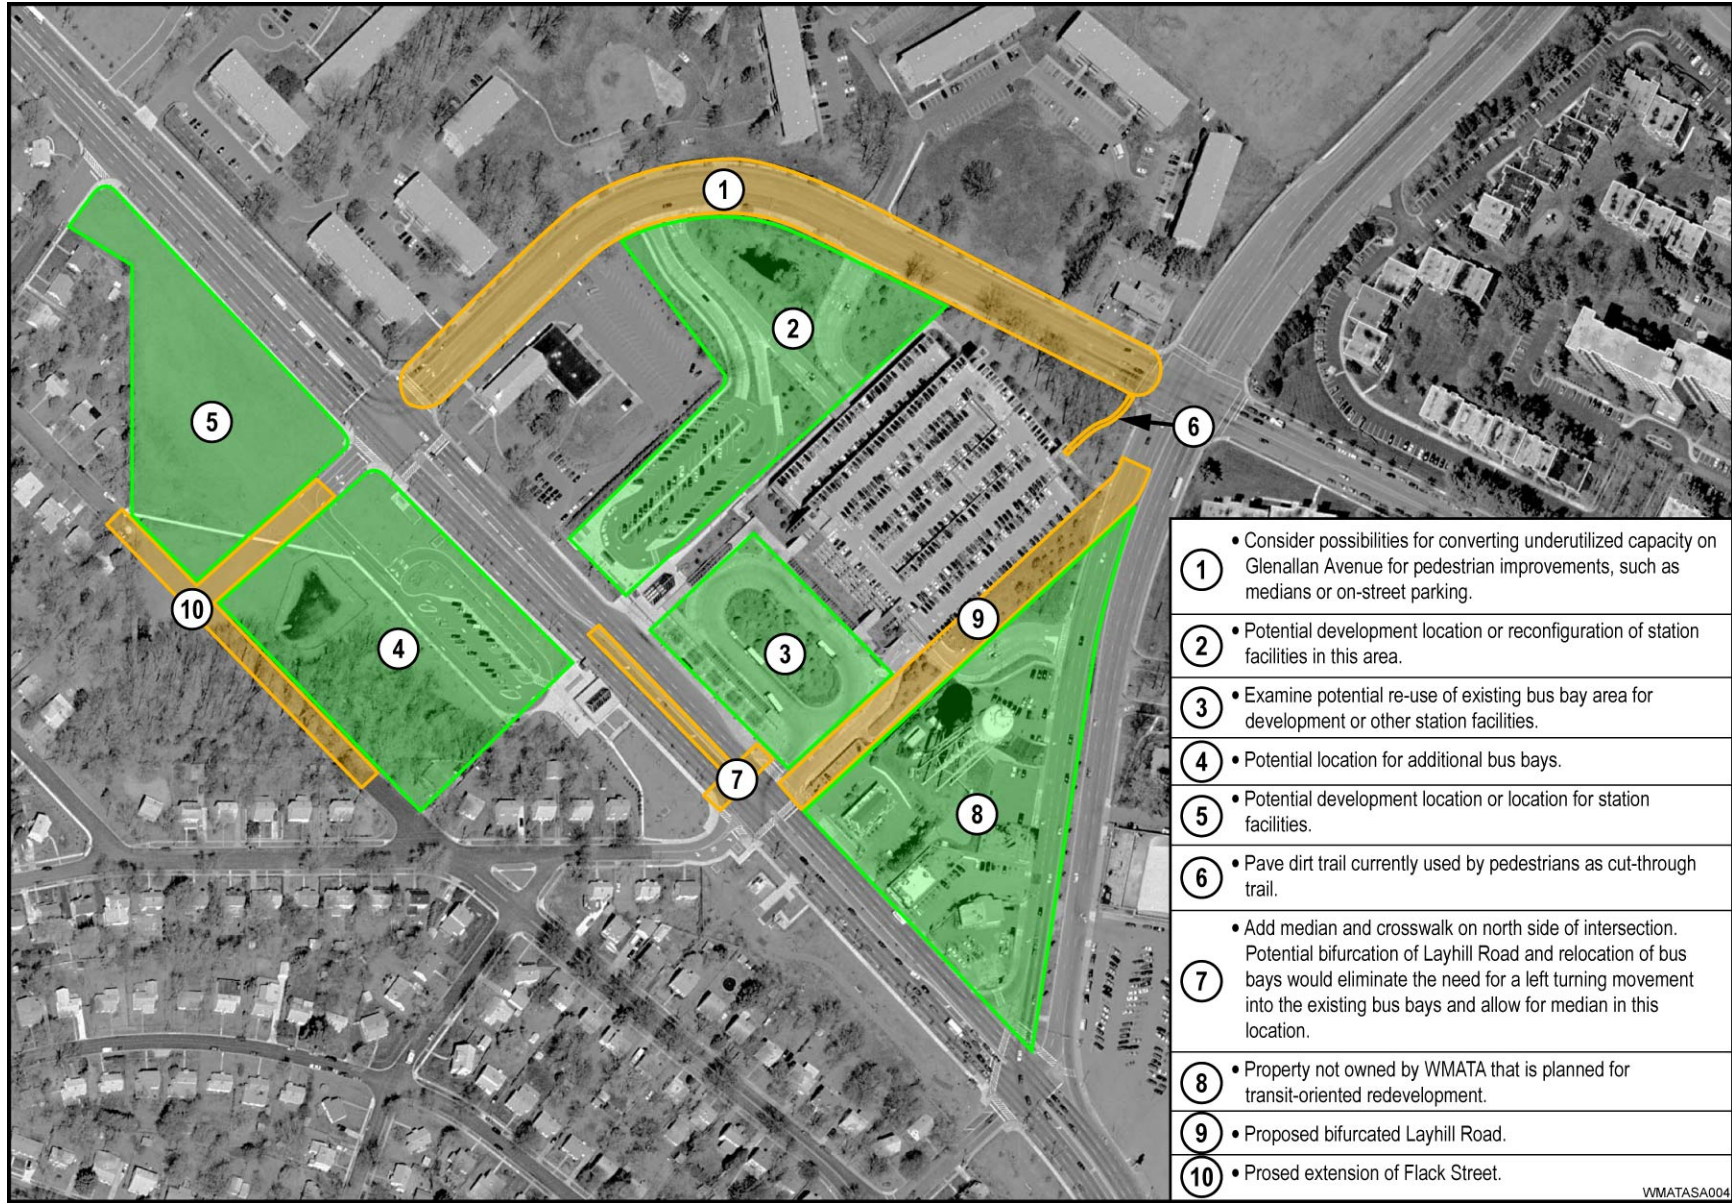 1
2
3
4
5
6
7
8
9
10
1
• Consider possibilities for converting underutilized capacity on
Glenallan Avenue for pedestrian improvements, such as
medians or on-street parking.
2
• Potential development location or reconfiguration of station
facilities in this area.
3
• Examine potential re-use of existing bus bay area for
development or other station facilities.
4
• Potential location for additional bus bays.
5
• Potential development location or location for station
facilities.
6
• Pave dirt trail currently used by pedestrians as cut-through
trail.
7
• Add median and crosswalk on north side of intersection.
Potential bifurcation of Layhill Road and relocation of bus
bays would eliminate the need for a left turning movement
into the existing bus bays and allow for median in this
location.
8
• Property not owned by WMATA that is planned for
transit-oriented redevelopment.
9
• Proposed bifurcated Layhill Road.
10
• Prosed extension of Flack Street.
WMATASA004